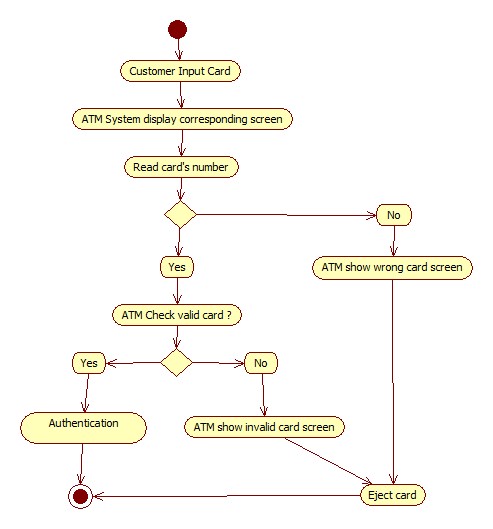 Customer Input Card
ATM System display corresponding screen
Read card's number
No
Yes
ATM show wrong card screen
ATM Check valid card ?
Yes
No
Authentication
ATM show invalid card screen
Eject card